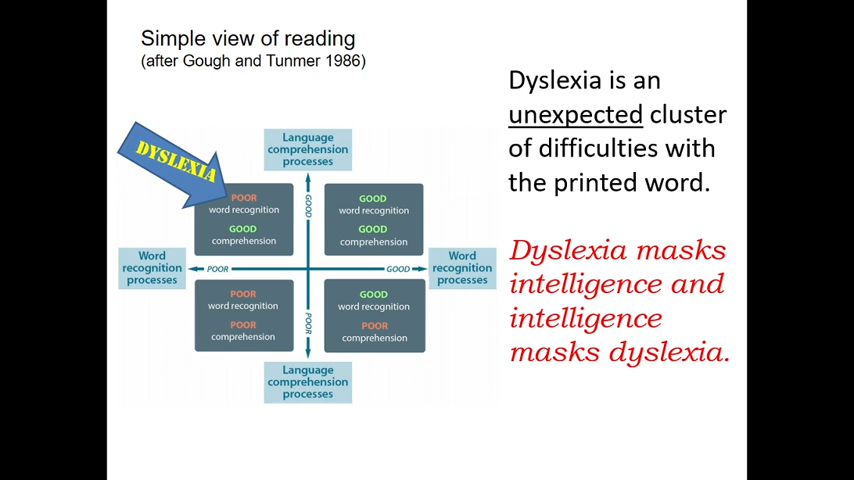 Simple view of reading
(after Gough and Tunmer 1986)
Dyslexia is an
unexpected cluster
of difficulties with
the printed word.
Dyslexia masks
intelligence and
intelligence
masks dyslexia.
Language
comprehension
processes
DYSLEXIA
POOR
word recognition
GOOD
comprehension
GOOD
GOOD
word recognition
GOOD
comprehension
Word
recognition
processes
POOR
GOOD
Word
recognition
processes
POOR
word recognition
POOR
comprehension
POOR
GOOD
word recognition
POOR
comprehension
Language
comprehension
processes